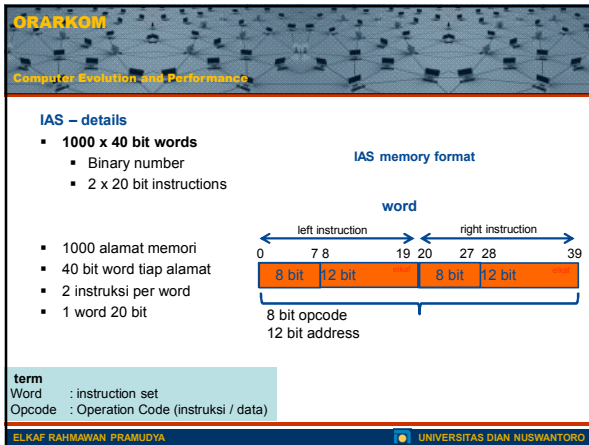 ORARKOM
Computer Evolution and Performance
IAS – details
▪ 1000 x 40 bit words
▪ Binary number
▪ 2 x 20 bit instructions
▪ 1000 alamat memori
▪ 40 bit word tiap alamat
▪ 2 instruksi per word
▪ 1 word 20 bit
IAS memory format
word
left instruction right instruction
0 7 8 19 20 27 28 39
8 bit 12 bit elkaf 8 bit 12 bit elkaf
8 bit opcode
12 bit address
term
Word : instruction set
Opcode : Operation Code (instruksi / data)
ELKAF RAHMAWAN PRAMUDYA UNIVERSITAS DIAN NUSWANTORO